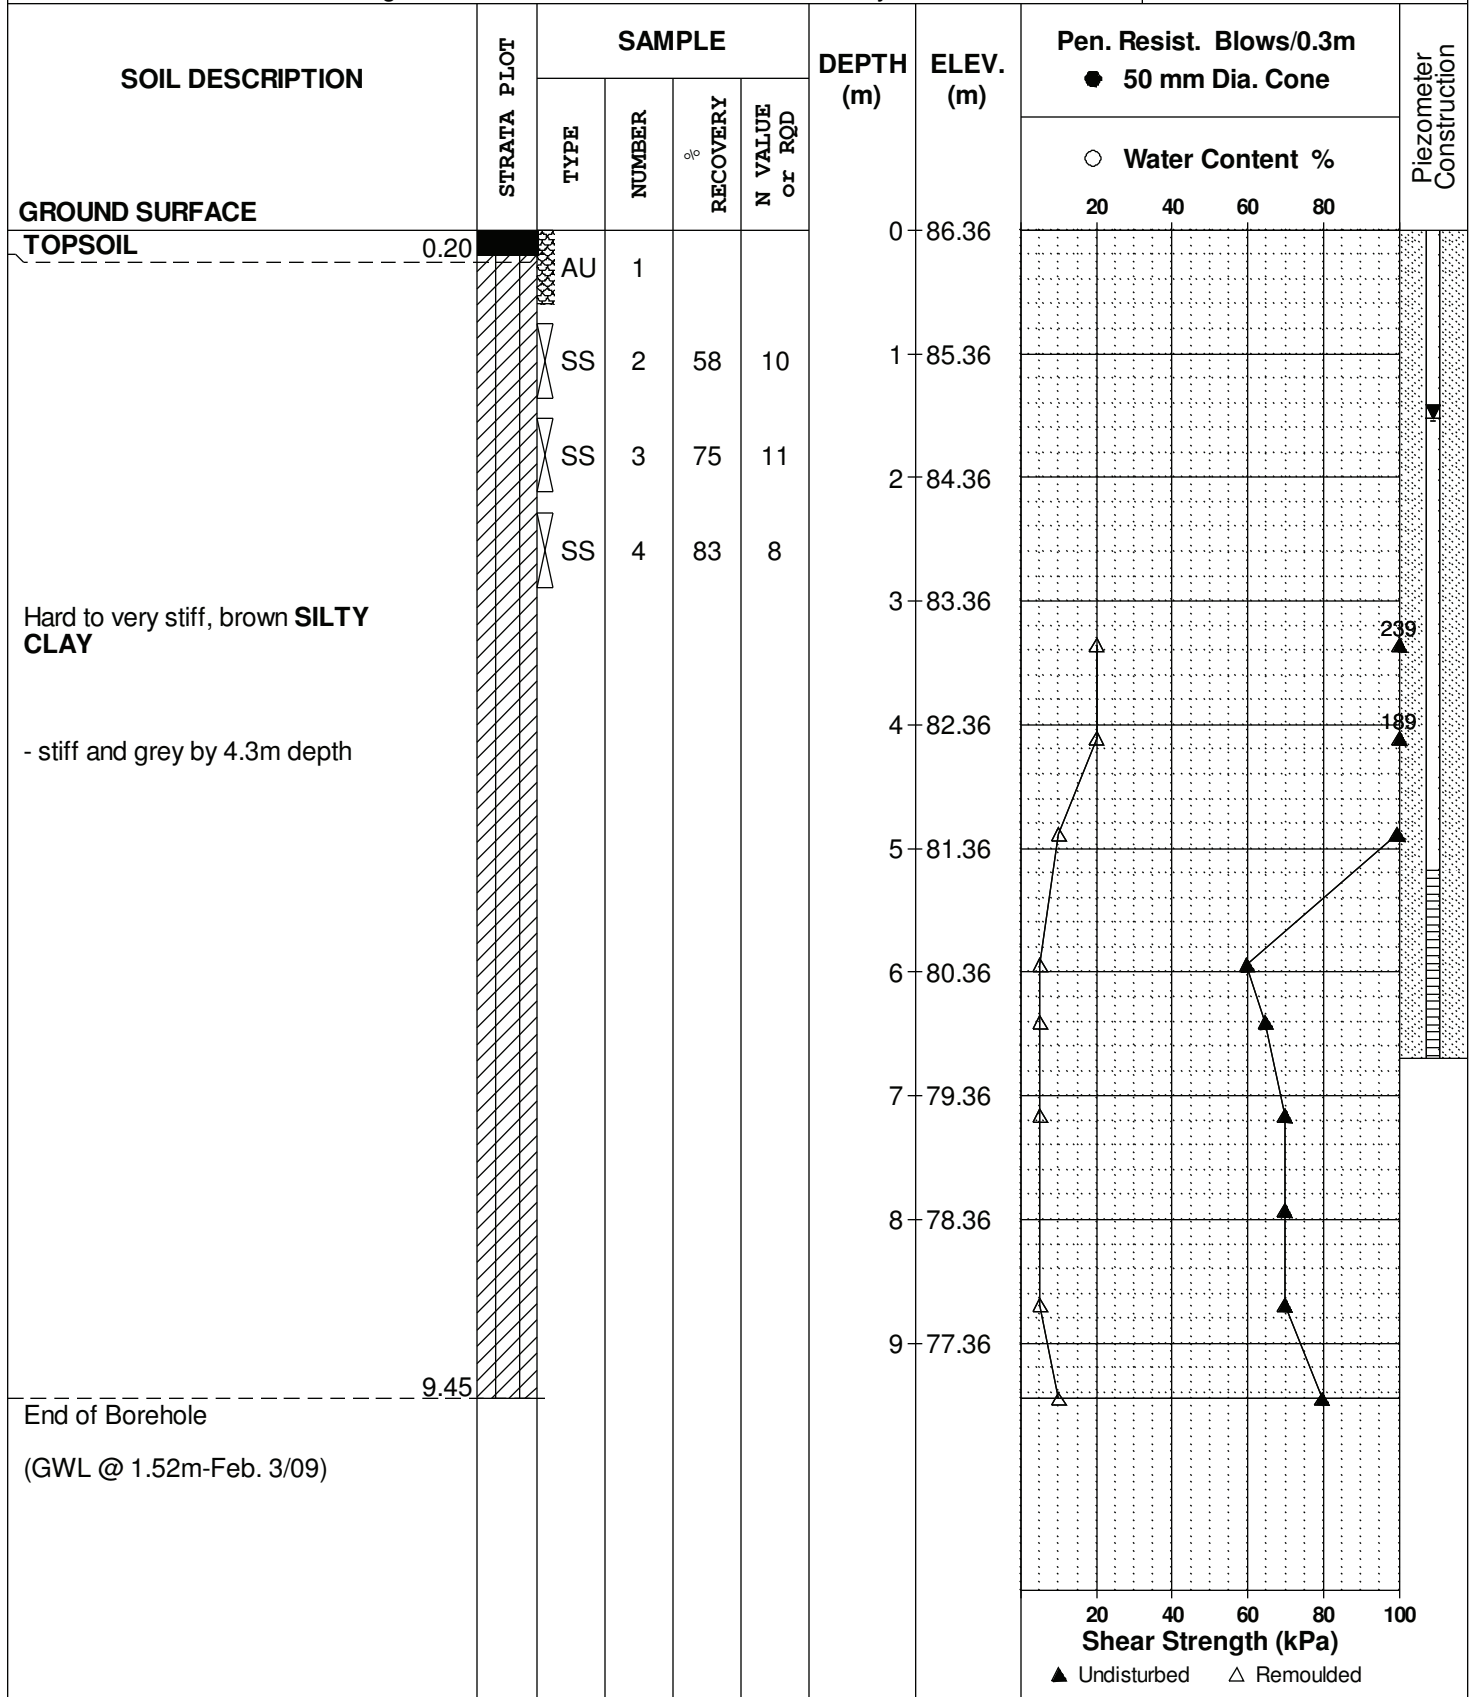 SOIL DESCRIPTION
GROUND SURFACE
STRATA PLOT
SAMPLE
TYPE
NUMBER
%
RECOVERY
N VALUE
or RQD
DEPTH
(m)
ELEV.
(m)
Pen. Resist. Blows/0.3m
● 50 mm Dia. Cone
○ Water Content %
20 40 60 80
Piezometer
Construction
TOPSOIL 0.20
0 86.36
AU 1
SS 2 58 10
1 85.36
SS 3 75 11
2 84.36
SS 4 83 8
3 83.36
Hard to very stiff, brown SILTY
CLAY
239
4 82.36
189
- stiff and grey by 4.3m depth
5 81.36
6 80.36
7 79.36
8 78.36
9 77.36
9.45
End of Borehole
(GWL @ 1.52m-Feb. 3/09)
20 40 60 80 100
Shear Strength (kPa)
▲ Undisturbed △ Remoulded